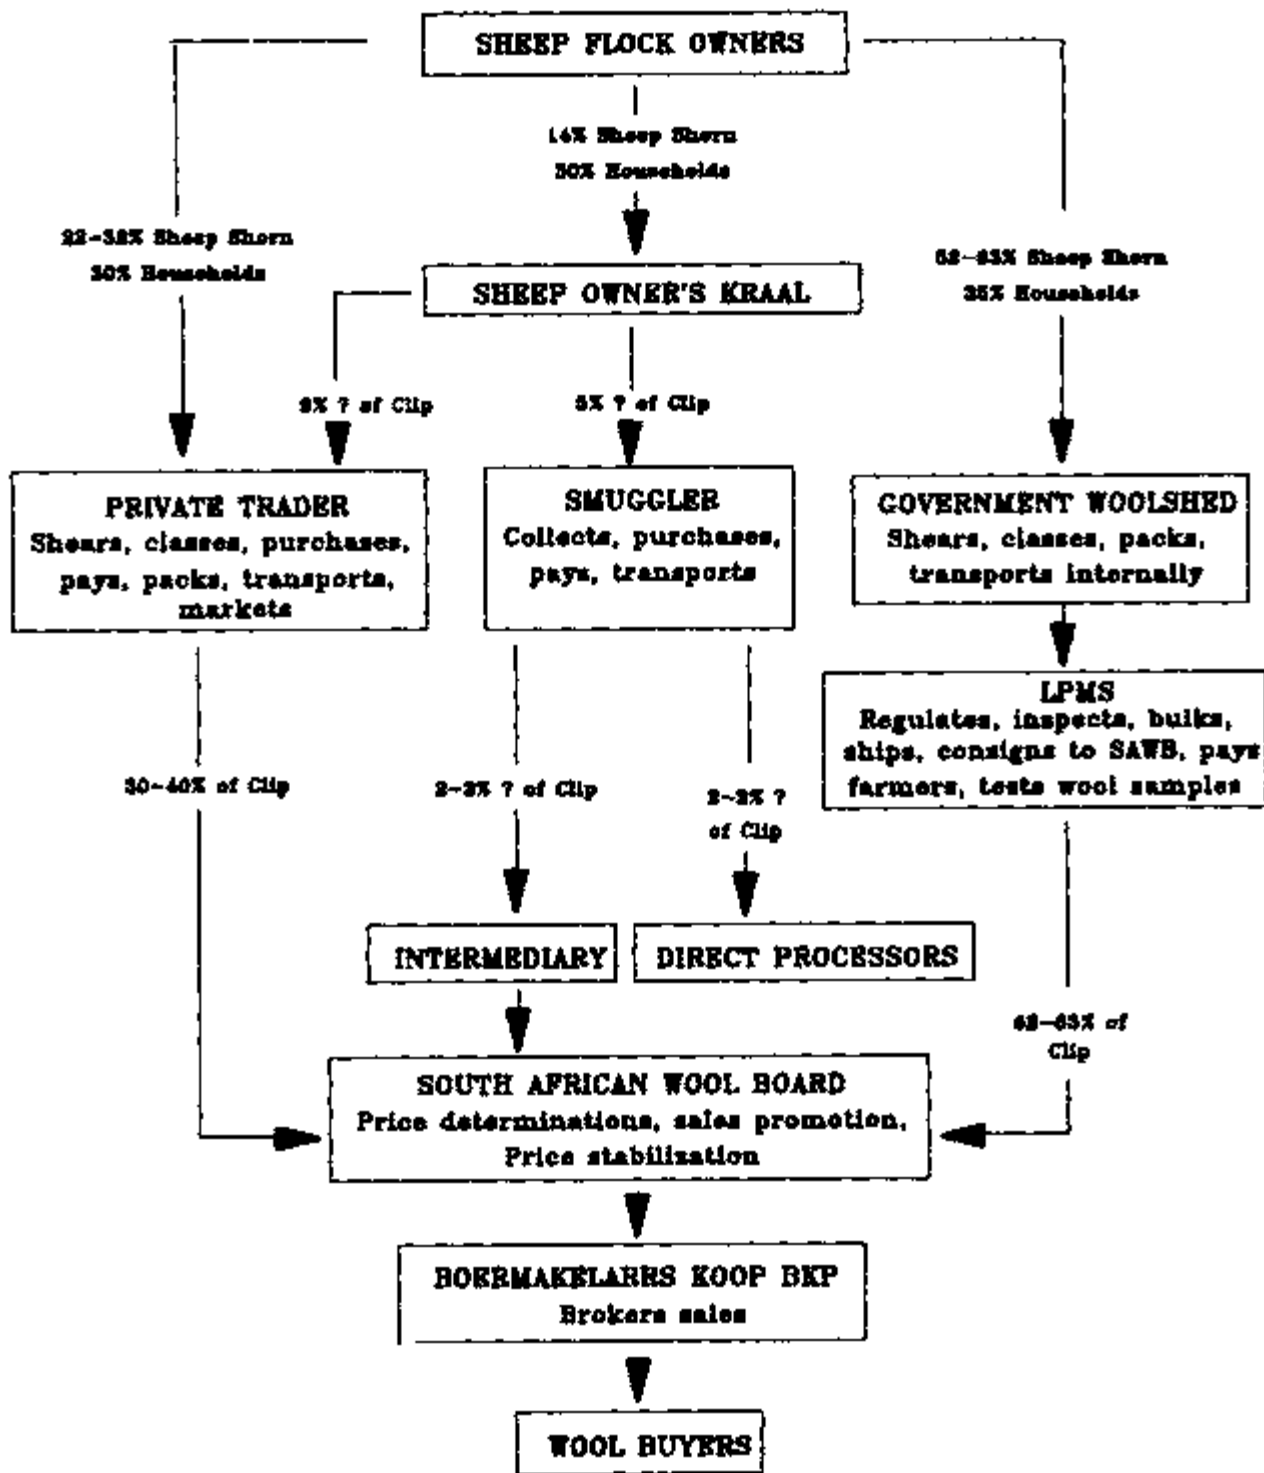 SHEEP FLOCK OWNERS
14% Sheep Shorn
30% Households
22-32% Sheep Shorn
30% Households
52-63% Sheep Shorn
35% Households
SHEEP OWNER'S KRAAL
9% ? of Clip
5% ? of Clip
PRIVATE TRADER
Shears, classes, purchases,
pays, packs, transports,
markets
SMUGGLER
Collects, purchases,
pays, transports
GOVERNMENT WOOLSHED
Shears, classes, packs,
transports internally
LPMS
Regulates, inspects, bulks,
ships, consigns to SAWB, pays
farmers, tests wool samples
30-40% of Clip
2-3% ? of Clip
2-3% ?
of Clip
INTERMEDIARY
DIRECT PROCESSORS
of
Clip
SOUTH AFRICAN WOOL BOARD
Price determinations, sales promotion,
Price stabilization
BOERMAKELARRS KOOP BKP
Brokers sales
WOOL BUYERS